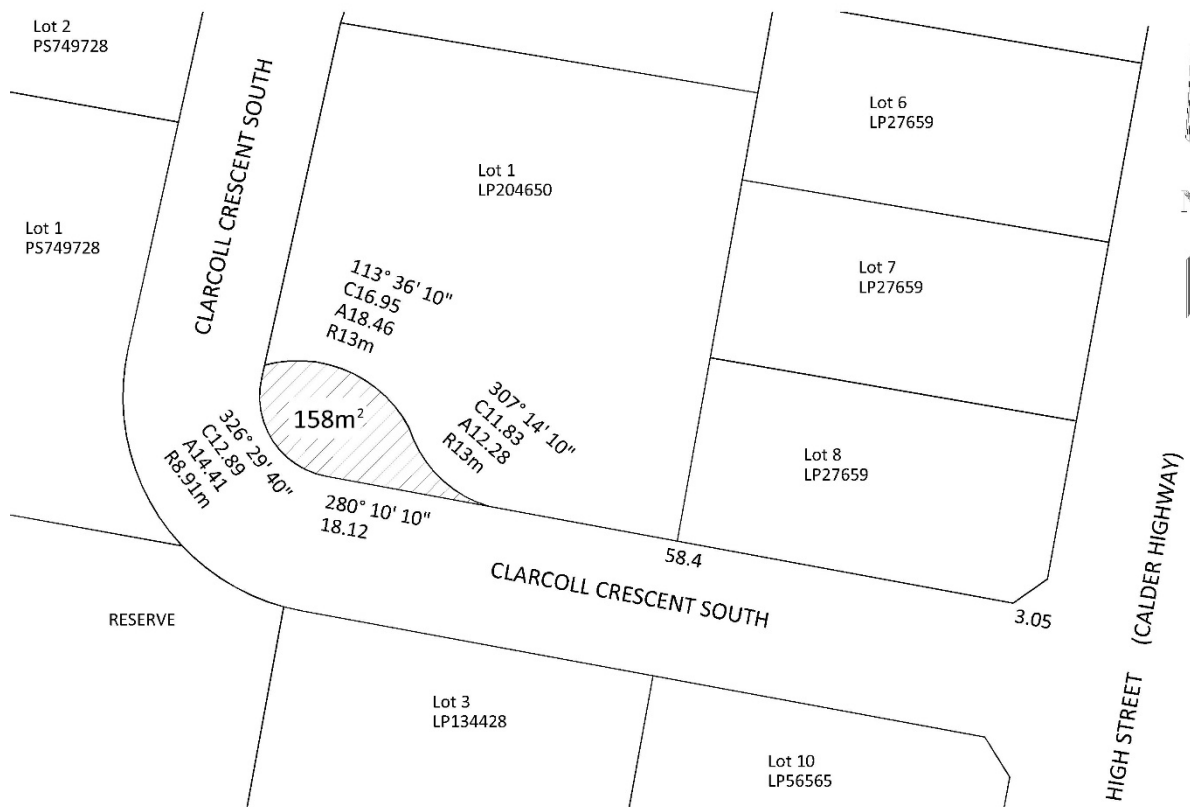 Lot 2
PS749728
Lot 6
LP27659
CLARCOLL CRESCENT SOUTH
Lot 1
LP204650
Lot 1
PS749728
Lot 7
LP27659
113° 36' 10"
C16.95
A18.46
R13m
307° 14' 10"
C11.83
A12.28
R13m
158m²
326° 29' 40"
C12.89
A14.41
R8.91m
Lot 8
LP27659
280° 10' 10"
18.12
58.4
CLARCOLL CRESCENT SOUTH
3.05
RESERVE
HIGH STREET (CALDER HIGHWAY)
Lot 3
LP134428
Lot 10
LP56565